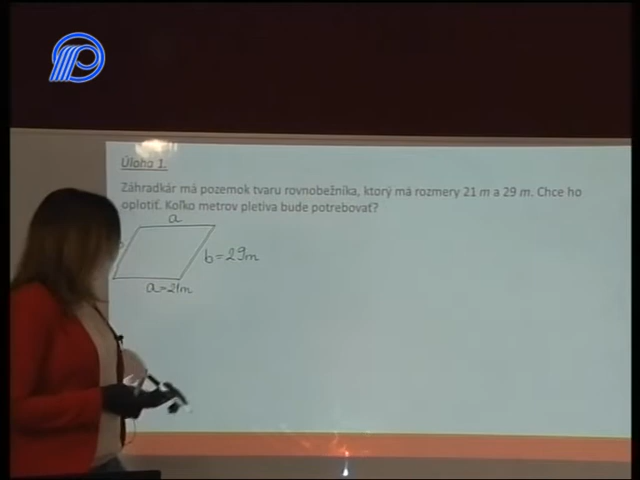 Úloha 1.
Záhradkár má pozemok tvaru rovnobežníka, ktorý má rozmery 21 m a 29 m. Chce ho
oplotiť. Koľko metrov pletiva bude potrebovať?
a
b
b=29m
a=21m